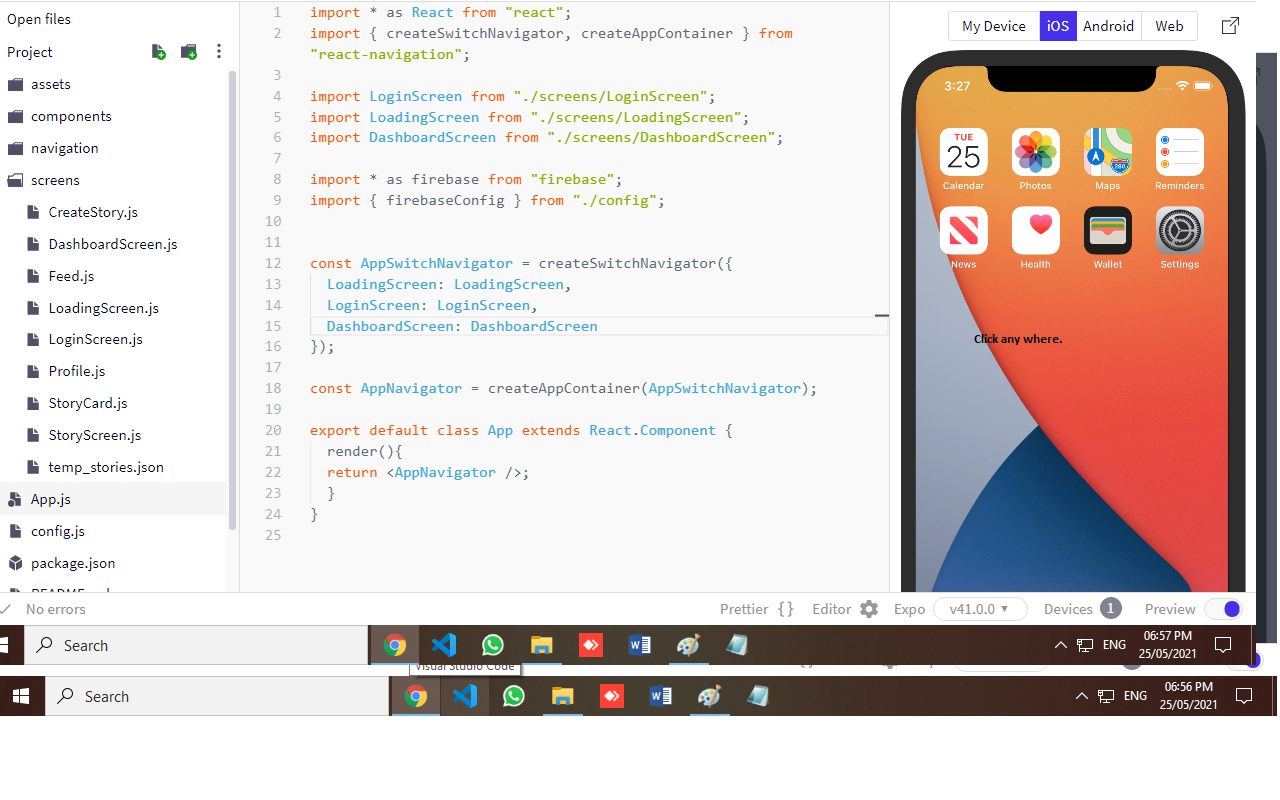 Open files
Project
assets
components
navigation
screens
CreateStory.js
DashboardScreen.js
Feed.js
LoadingScreen.js
LoginScreen.js
Profile.js
StoryCard.js
StoryScreen.js
temp_stories.json
App.js
config.js
package.json
1 import * as React from "react";
2 import { createSwitchNavigator, createAppContainer } from
"react-navigation";
3
4 import LoginScreen from "./screens/LoginScreen";
5 import LoadingScreen from "./screens/LoadingScreen";
6 import DashboardScreen from "./screens/DashboardScreen";
7
8 import * as firebase from "firebase";
9 import { firebaseConfig } from "./config";
10
11
12 const AppSwitchNavigator = createSwitchNavigator({
13 LoadingScreen: LoadingScreen,
14 LoginScreen: LoginScreen,
15 DashboardScreen: DashboardScreen
16 });
17
18 const AppNavigator = createAppContainer(AppSwitchNavigator);
19
20 export default class App extends React.Component {
21 render(){
22 return <AppNavigator />;
23 }
24 }
25
My Device iOS Android Web
3:27
TUE
25
280
Calendar Photos Maps Reminders
News Health Wallet Settings
Click any where.
No errors Prettier {} Editor Expo v41.0.0 Devices 1 Preview
Search ENG 06:57 PM
25/05/2021
Visual Studio Code
Search ENG 06:56 PM
25/05/2021